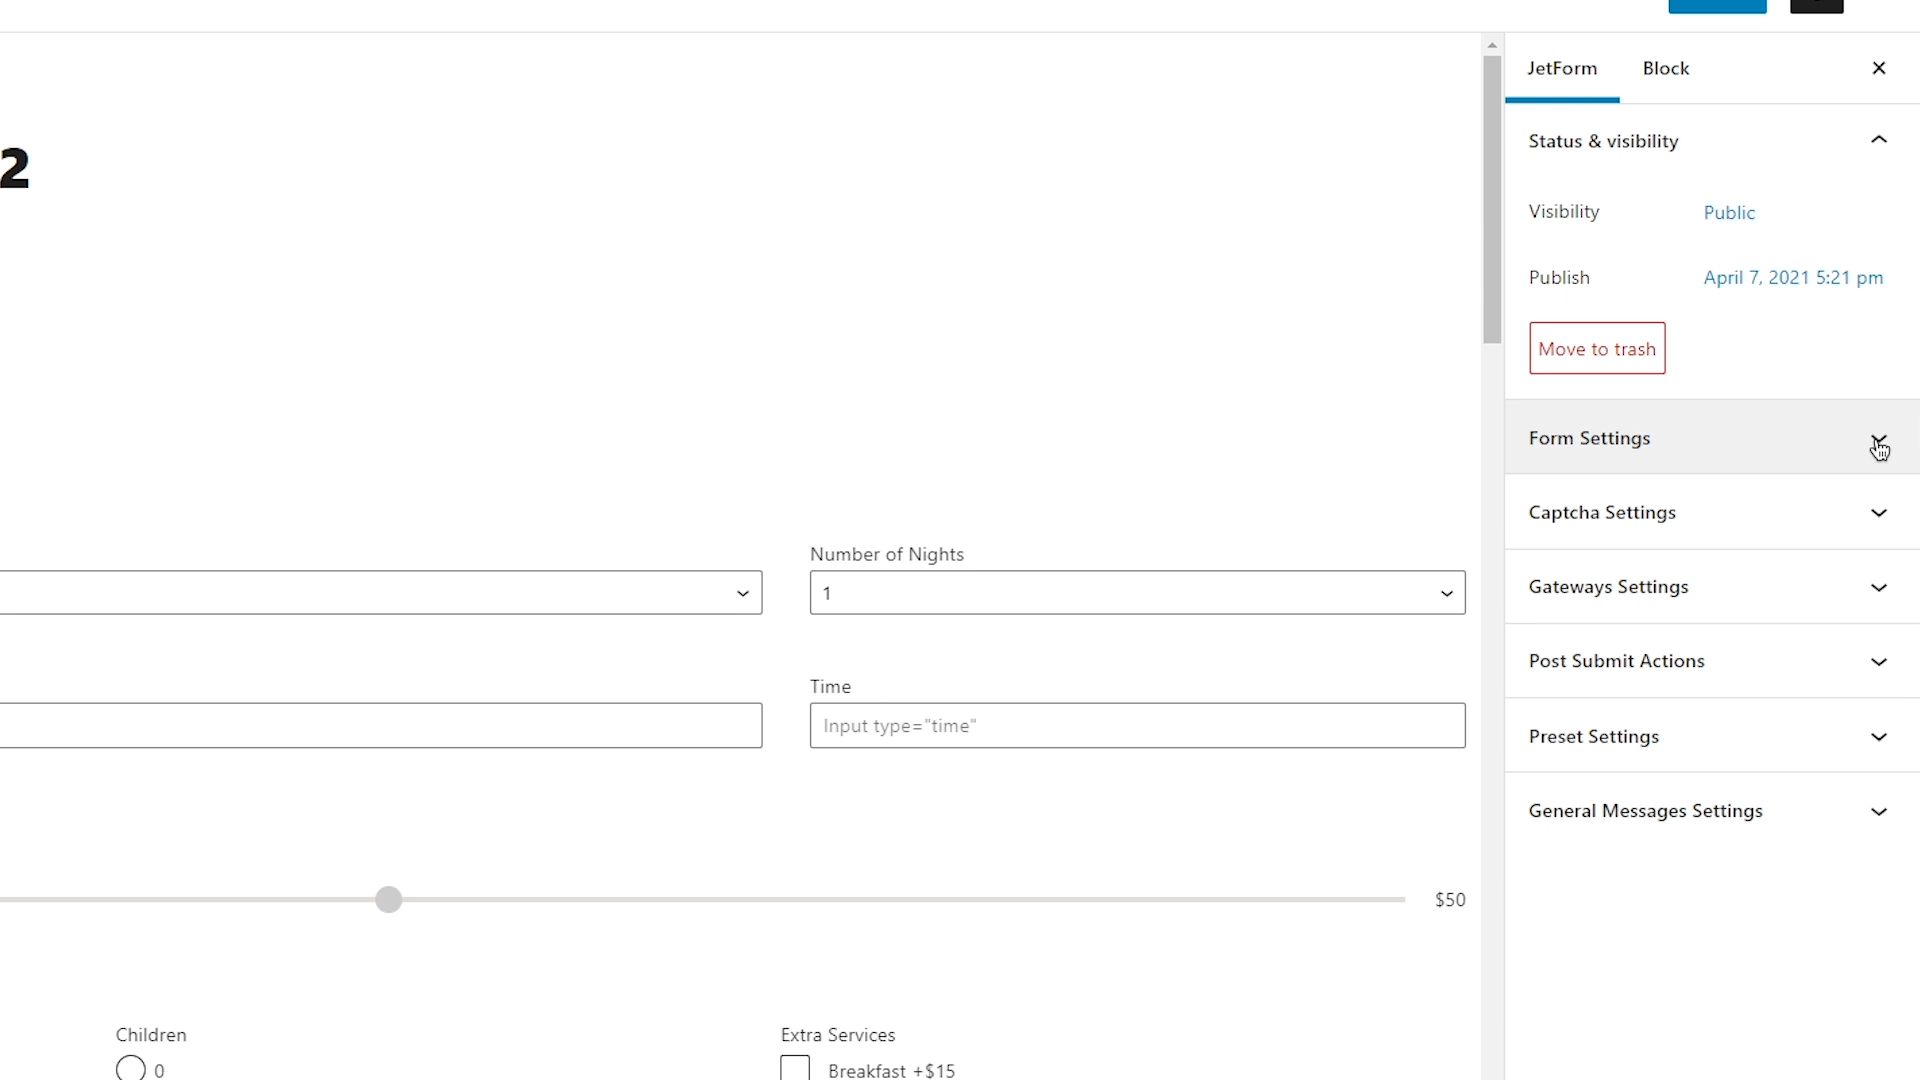 JetForm Block
Status & visibility
2
Visibility Public
Publish April 7, 2021 5:21 pm
Move to trash
Form Settings
Captcha Settings
Number of Nights
1
Gateways Settings
Post Submit Actions
Time
Input type="time"
Preset Settings
General Messages Settings
$50
Children
0
Extra Services
Breakfast +$15